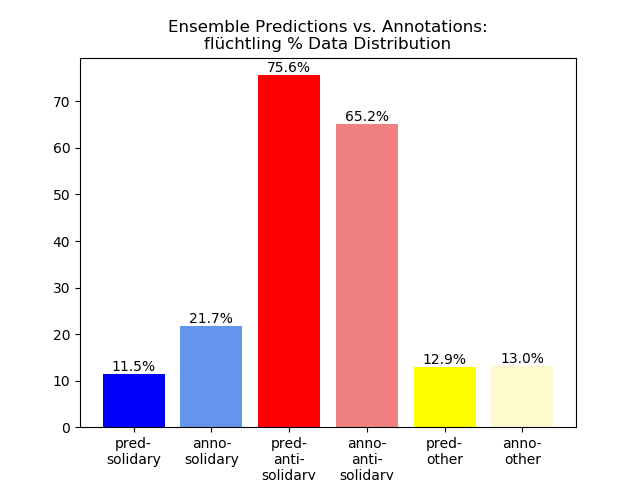 Ensemble Predictions vs. Annotations:
flüchtling % Data Distribution
75.6%
65.2%
21.7%
11.5%
12.9%
13.0%
70
60
50
40
30
20
10
0
pred-
solidary
anno-
solidary
pred-
anti-
solidary
anno-
anti-
solidary
pred-
other
anno-
other